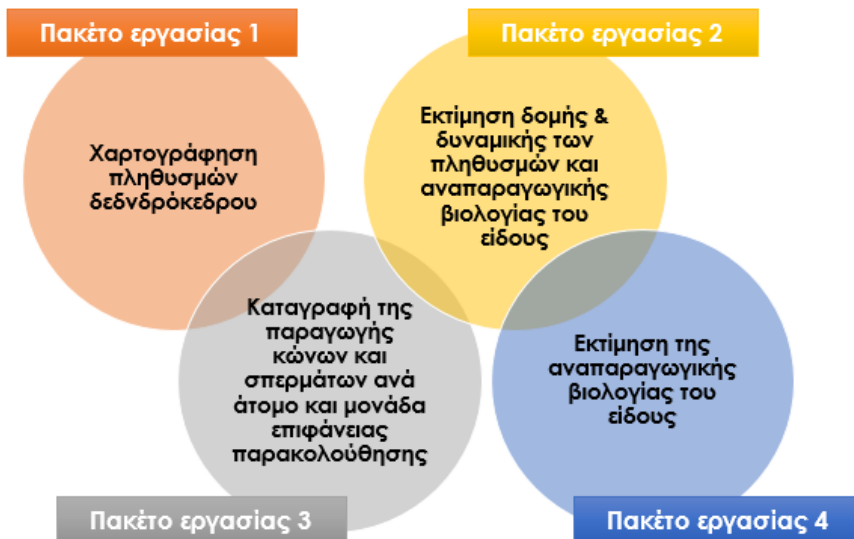 Πακέτο εργασίας 1
Πακέτο εργασίας 2
Χαρτογράφηση
πληθυσμών
δεδνδρόκεδρου
Εκτίμηση δομής &
δυναμικής των
πληθυσμών και
αναπαραγωγικής
βιολογίας του
είδους
Καταγραφή της
παραγωγής
κώνων και
σπερμάτων ανά
άτομο και μονάδα
επιφάνειας
παρακολούθησης
Εκτίμηση της
αναπαραγωγικής
βιολογίας του
είδους
Πακέτο εργασίας 3
Πακέτο εργασίας 4